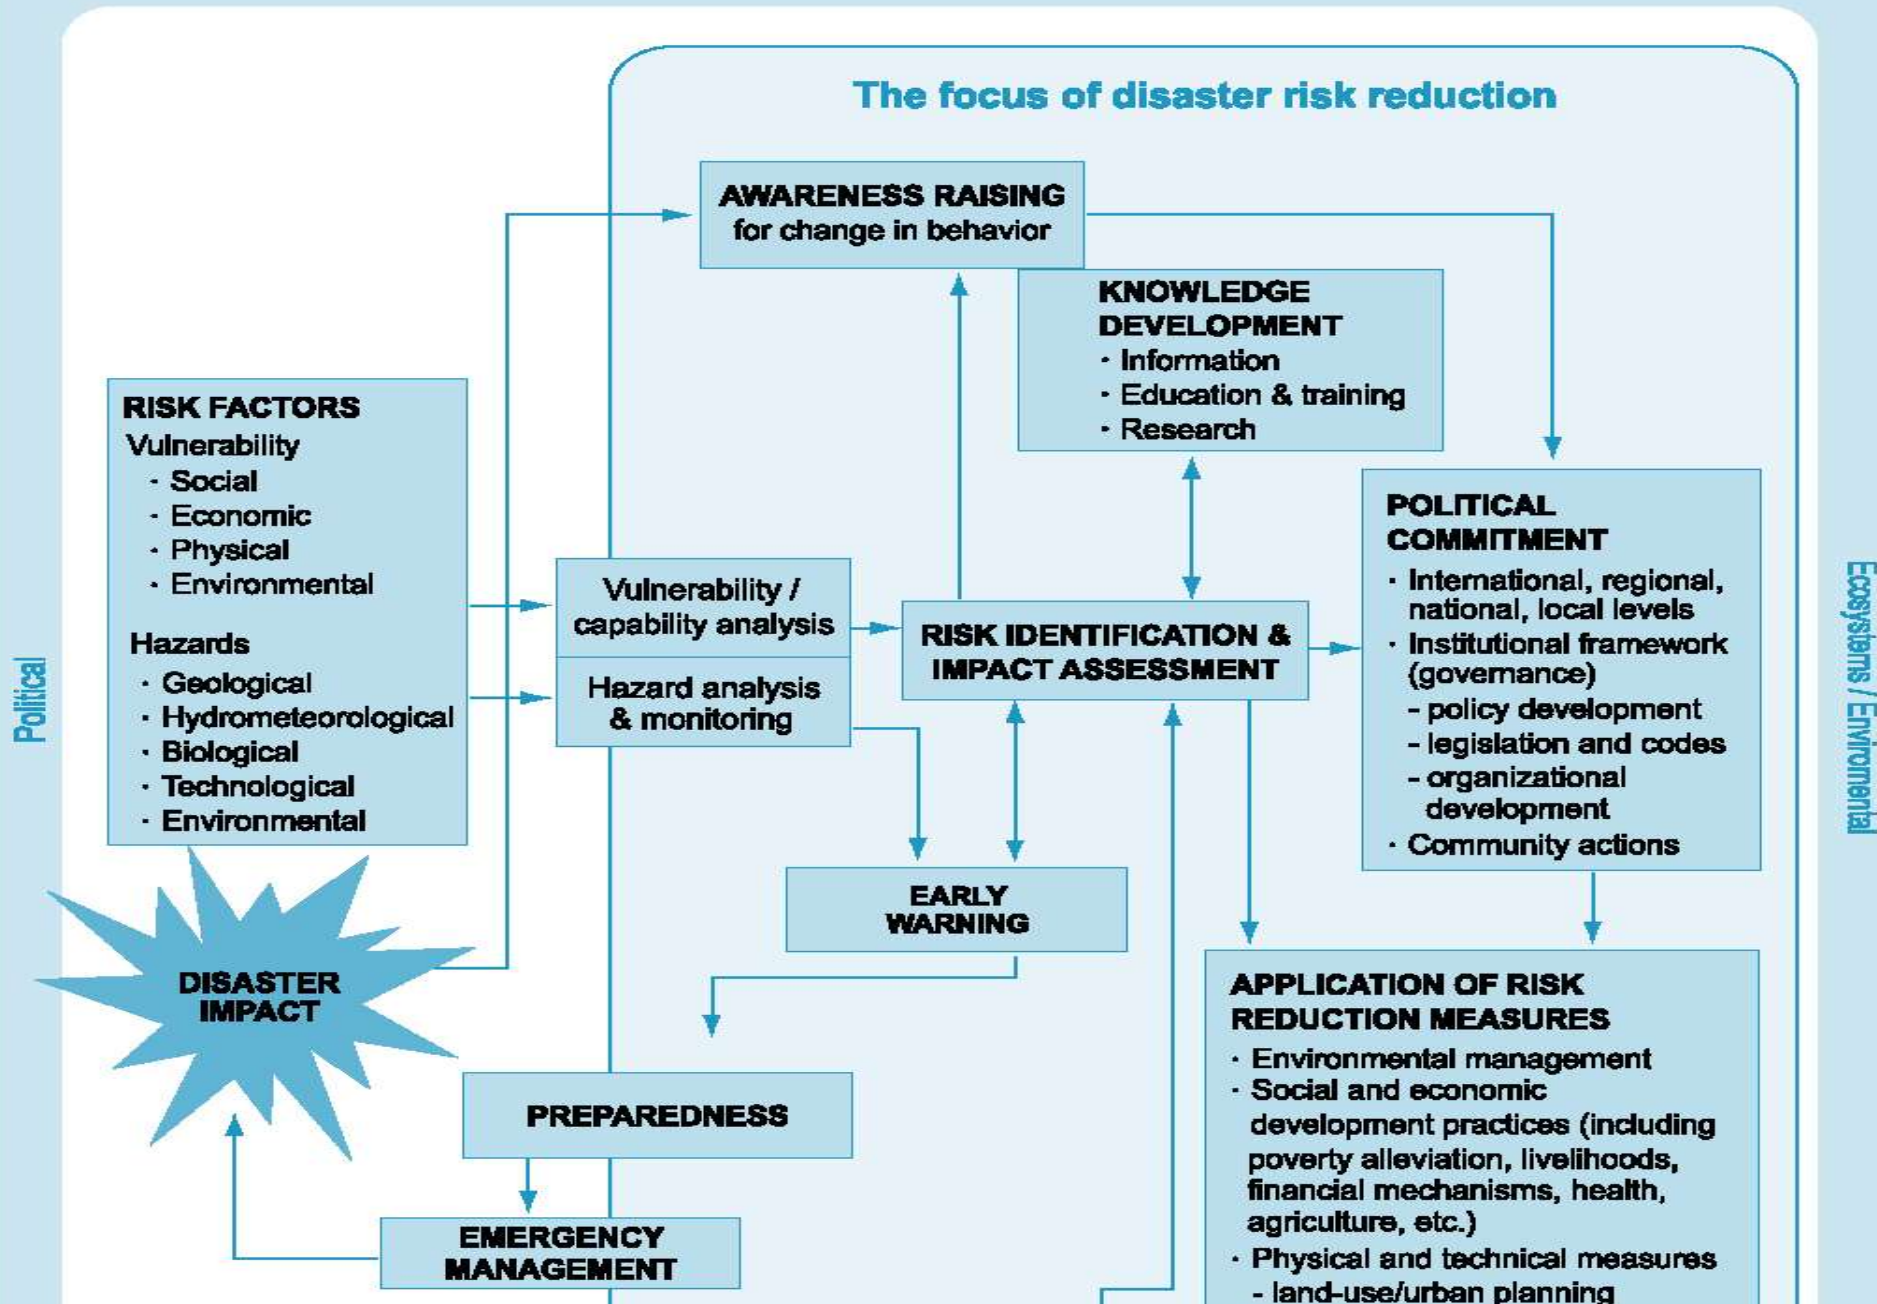 The focus of disaster risk reduction
AWARENESS RAISING
for change in behavior
KNOWLEDGE
DEVELOPMENT
· Information
· Education & training
· Research
RISK FACTORS
Vulnerability
· Social
· Economic
· Physical
· Environmental
Hazards
· Geological
· Hydrometeorological
· Biological
· Technological
· Environmental
Vulnerability /
capability analysis
Hazard analysis
& monitoring
RISK IDENTIFICATION &
IMPACT ASSESSMENT
POLITICAL
COMMITMENT
· International, regional,
national, local levels
· Institutional framework
(governance)
- policy development
- legislation and codes
- organizational
development
· Community actions
Political
Ecosystems / Enviromental
EARLY
WARNING
DISASTER
IMPACT
PREPAREDNESS
EMERGENCY
MANAGEMENT
APPLICATION OF RISK
REDUCTION MEASURES
· Environmental management
· Social and economic
development practices (including
poverty alleviation, livelihoods,
financial mechanisms, health,
agriculture, etc.)
· Physical and technical measures
- land-use/urban planning